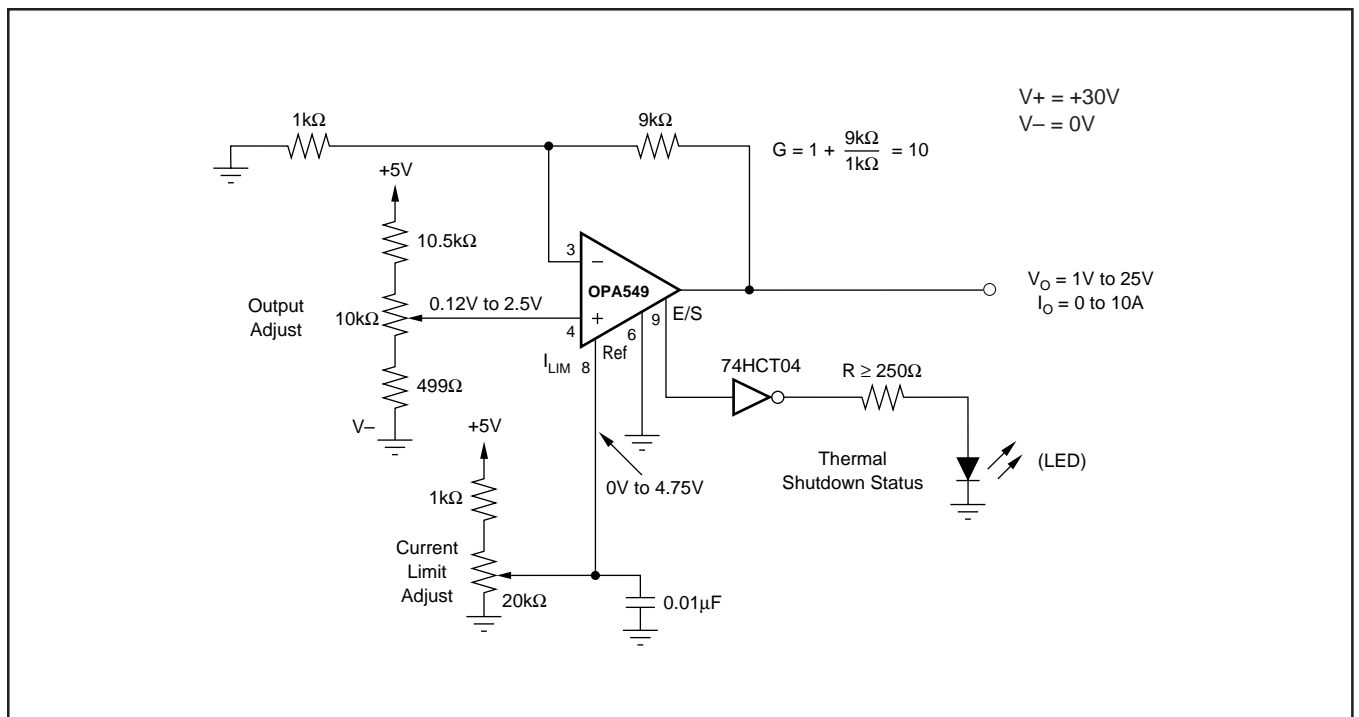 V+ = +30V
V– = 0V
1kΩ
9kΩ
G = 1 + 9kΩ/1kΩ = 10
+5V
10.5kΩ
3
–
OPA549
Output
Adjust
10kΩ
0.12V to 2.5V
4
+
9
E/S
6
V_O = 1V to 25V
I_O = 0 to 10A
I_LIM
8
Ref
74HCT04
R ≥ 250Ω
499Ω
V–
+5V
Thermal
Shutdown Status
(LED)
0V to 4.75V
1kΩ
Current
Limit
Adjust
20kΩ
0.01µF